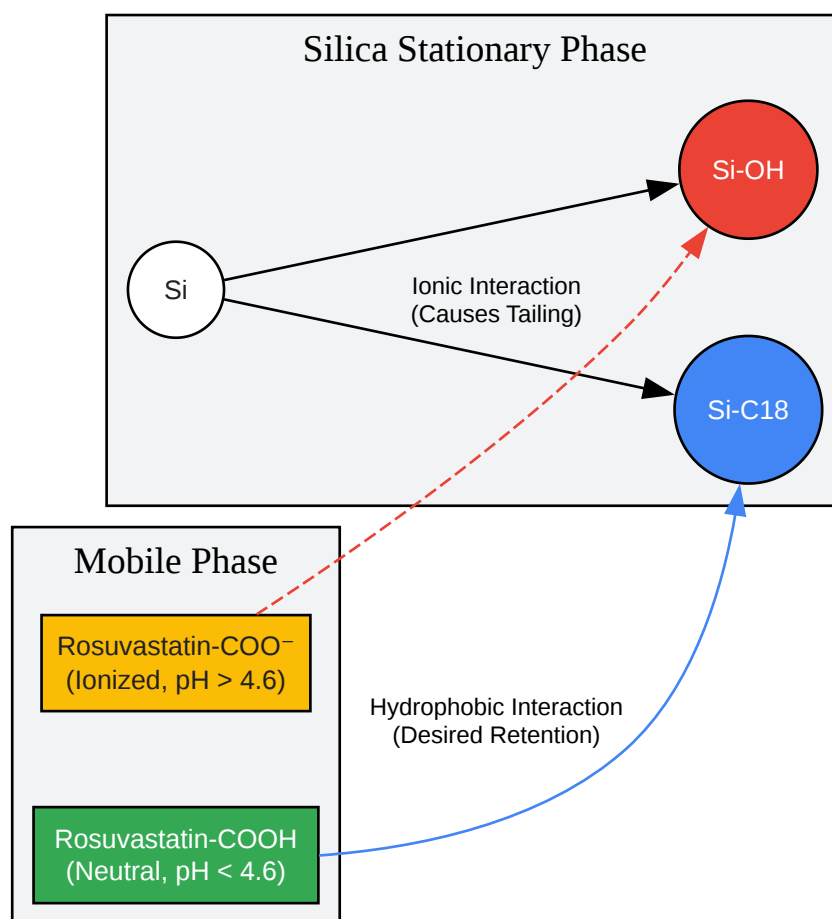 Silica Stationary Phase
Si-OH
Si
Ionic Interaction
(Causes Tailing)
Si-C18
Mobile Phase
Rosuvastatin-COO⁻
(Ionized, pH > 4.6)
Hydrophobic Interaction
(Desired Retention)
Rosuvastatin-COOH
(Neutral, pH < 4.6)